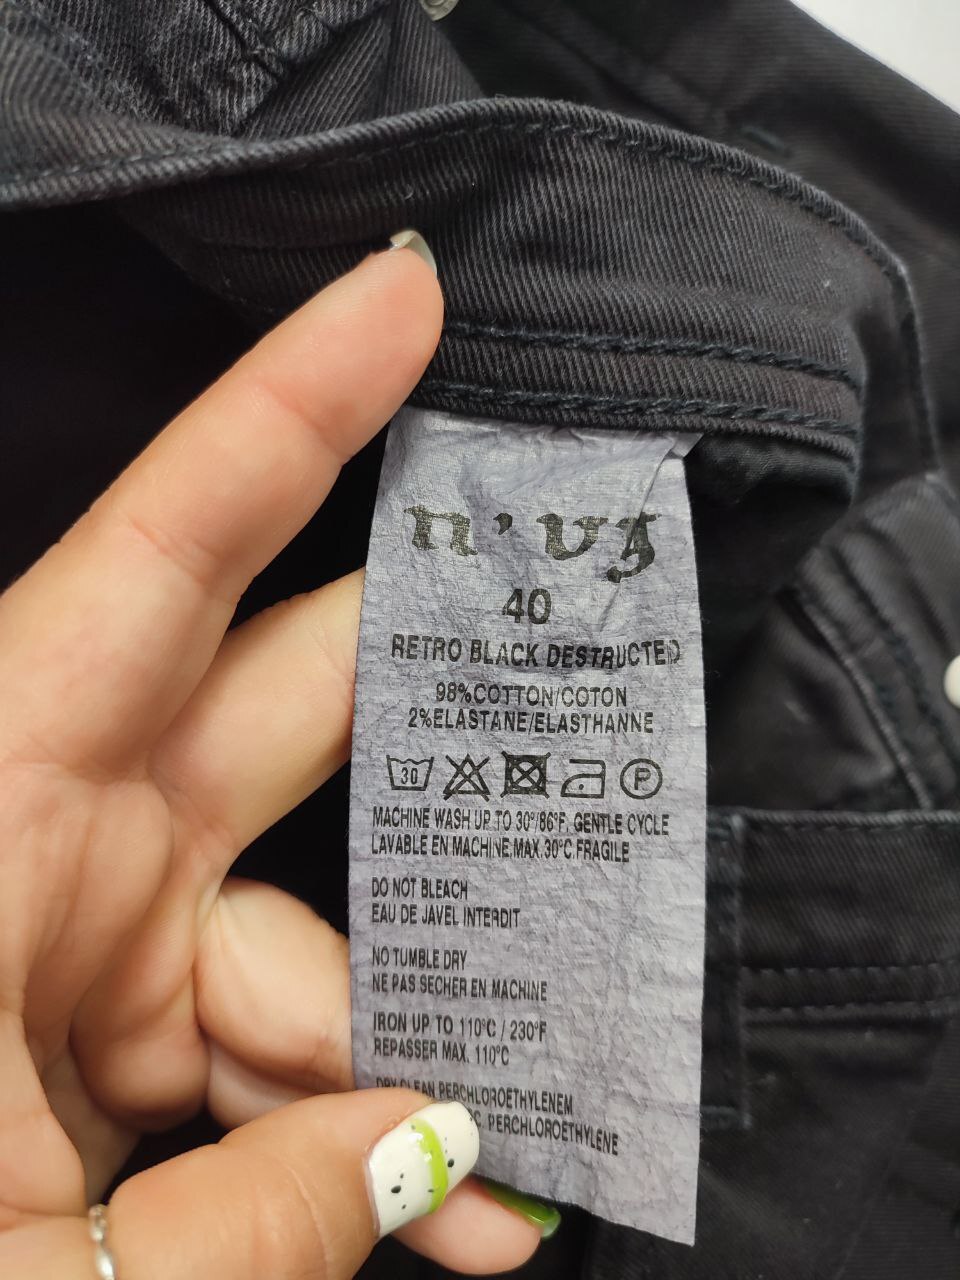 n'vy
40
RETRO BLACK DESTRUCTED
98%COTTON/COTON
2%ELASTANE/ELASTHANNE
30 P
MACHINE WASH UP TO 30°/86°F. GENTLE CYCLE
LAVABLE EN MACHINE.MAX.30°C.FRAGILE
DO NOT BLEACH
EAU DE JAVEL INTERDIT
NO TUMBLE DRY
NE PAS SECHER EN MACHINE
IRON UP TO 110°C / 230°F
REPASSER MAX. 110°C
DRY CLEAN PERCHLOROETHYLENEM
PERCHLOROETHYLENE